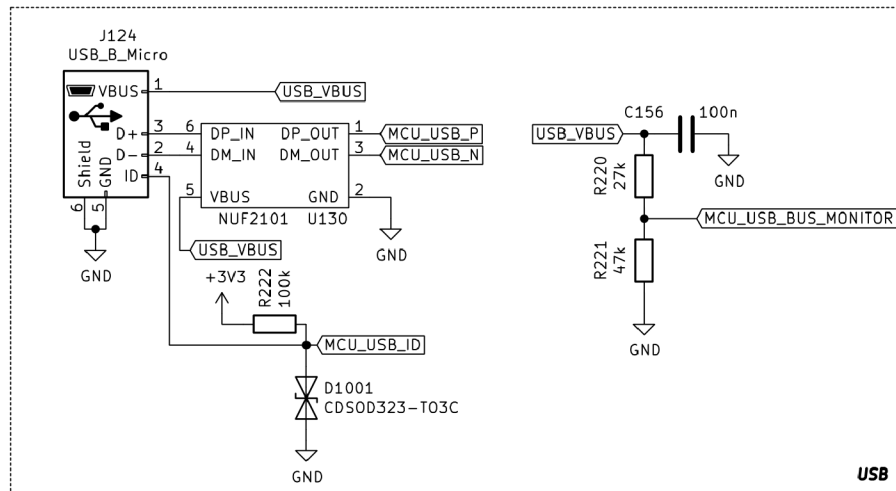 J124
USB_B_Micro
VBUS
1
USB_VBUS
D+
3
6
DP_IN
DP_OUT
1
MCU_USB_P
D-
2
4
DM_IN
DM_OUT
3
MCU_USB_N
ID
4
Shield
GND
6
5
GND
5
VBUS
GND
2
NUF2101
U130
GND
USB_VBUS
+3V3
R222
100k
MCU_USB_ID
D1001
CDSOD323-T03C
GND
C156
100n
USB_VBUS
GND
R220
27k
MCU_USB_BUS_MONITOR
R221
47k
GND
USB